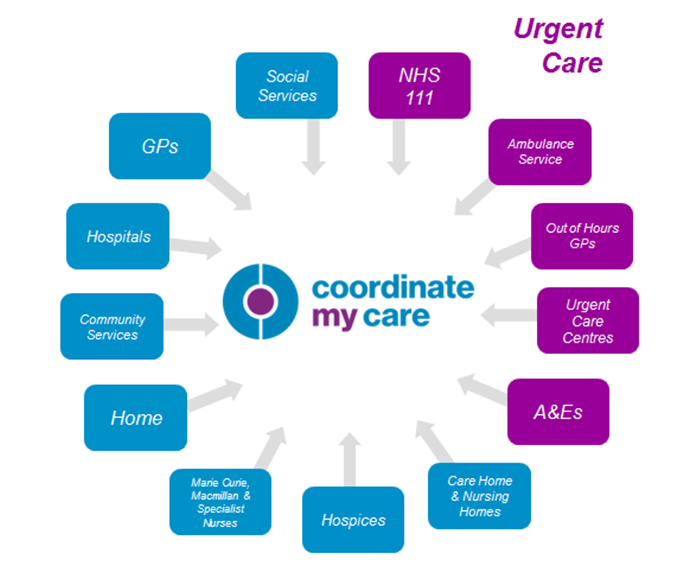 Urgent
Care
Social
Services
NHS
111
GPs
Ambulance
Service
Hospitals
Out of Hours
GPs
coordinate
my care
Community
Services
Urgent
Care
Centres
Home
A&Es
Marie Curie,
Macmillan &
Specialist
Nurses
Hospices
Care Home
& Nursing
Homes